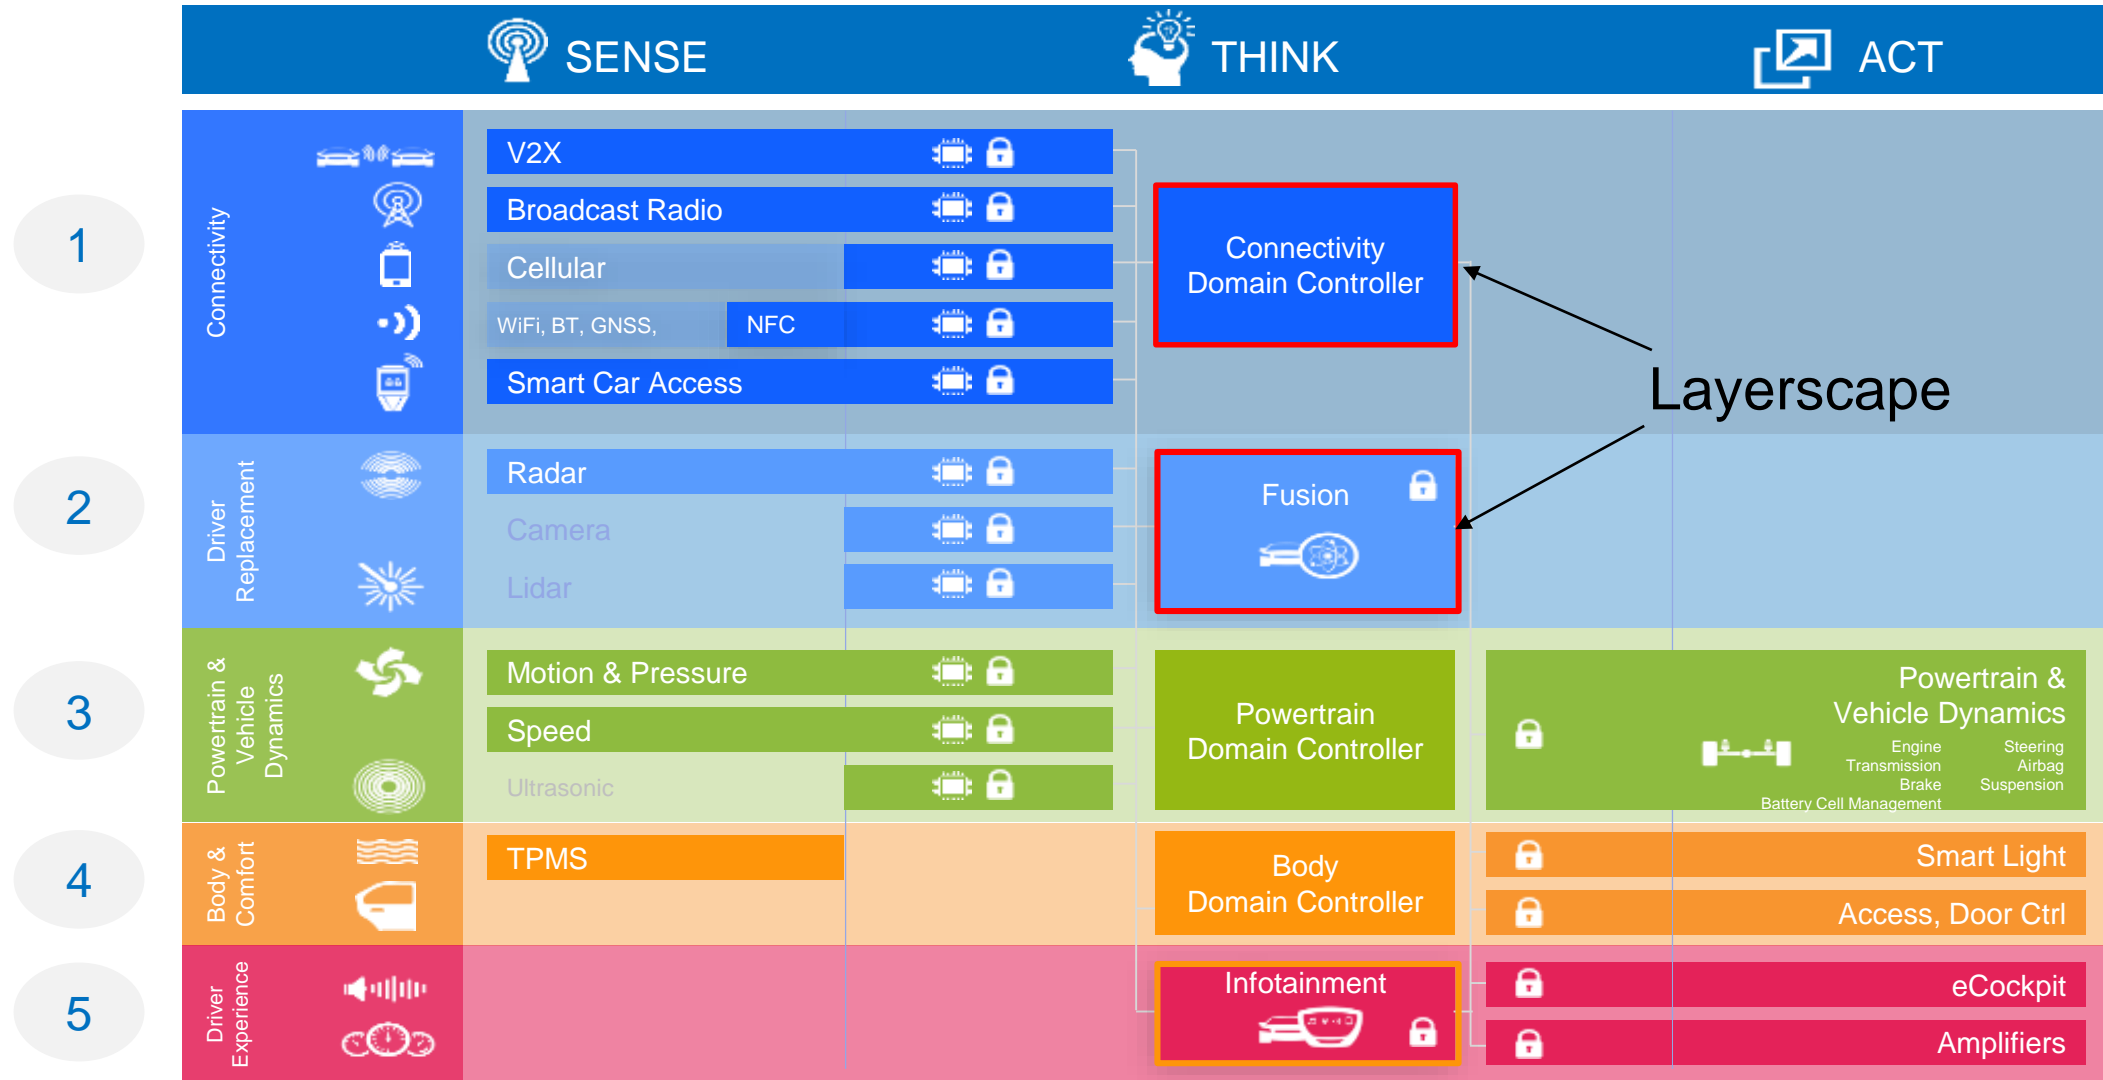 SENSE
THINK
ACT
1
Connectivity
V2X
Broadcast Radio
Cellular
WiFi, BT, GNSS,
NFC
Smart Car Access
Connectivity
Domain Controller
Layerscape
2
Driver
Replacement
Radar
Camera
Lidar
Fusion
3
Powertrain &
Vehicle
Dynamics
Motion & Pressure
Speed
Ultrasonic
Powertrain
Domain Controller
Powertrain &
Vehicle Dynamics
Engine
Steering
Transmission
Airbag
Brake
Suspension
Battery Cell Management
4
Body &
Comfort
TPMS
Body
Domain Controller
Smart Light
Access, Door Ctrl
5
Driver
Experience
Infotainment
eCockpit
Amplifiers